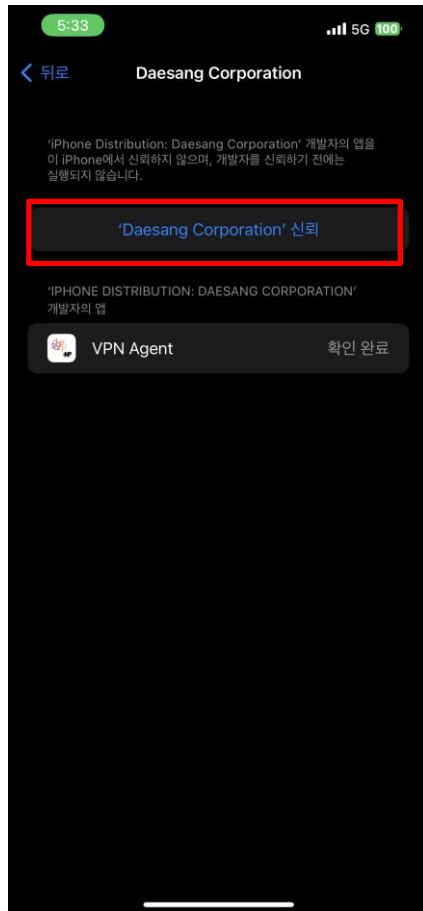 5:33
5G 100
뒤로
Daesang Corporation
'iPhone Distribution: Daesang Corporation' 개발자의 앱을
이 iPhone에서 신뢰하지 않으며, 개발자를 신뢰하기 전에는
실행되지 않습니다.
'Daesang Corporation' 신뢰
'IPHONE DISTRIBUTION: DAESANG CORPORATION'
개발자의 앱
VPN Agent
확인 완료